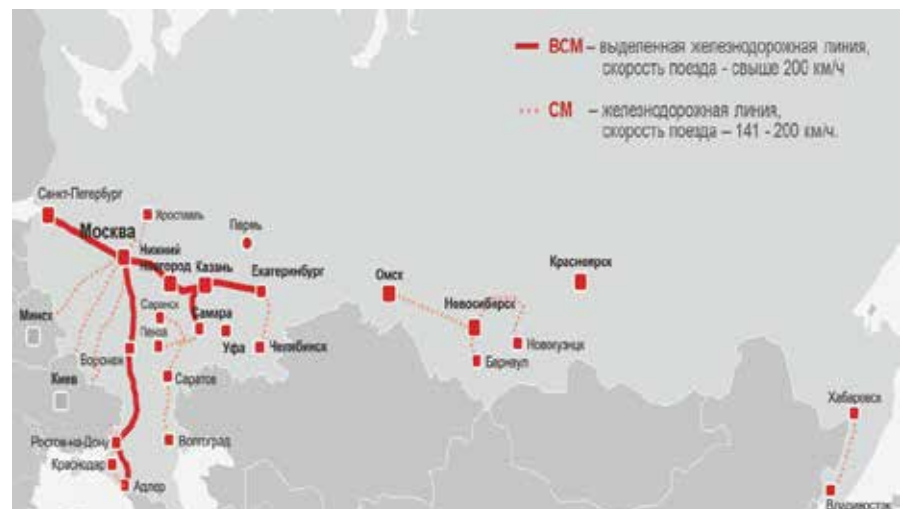 ВСМ – выделенная железнодорожная линия,
скорость поезда - свыше 200 км/ч
СМ – железнодорожная линия,
скорость поезда – 141 - 200 км/ч.
Санкт-Петербург
Ярославль
Москва
Пермь
Нижний
Новгород
Казань
Екатеринбург
Омск
Красноярск
Новосибирск
Минск
Саранск
Самара
Пенза
Уфа
Челябинск
Новокузнцк
Барнаул
Воронеж
Киев
Саратов
Хабаровск
Ростов-на-Дону
Волгоград
Краснодар
Адлер
Владивосток